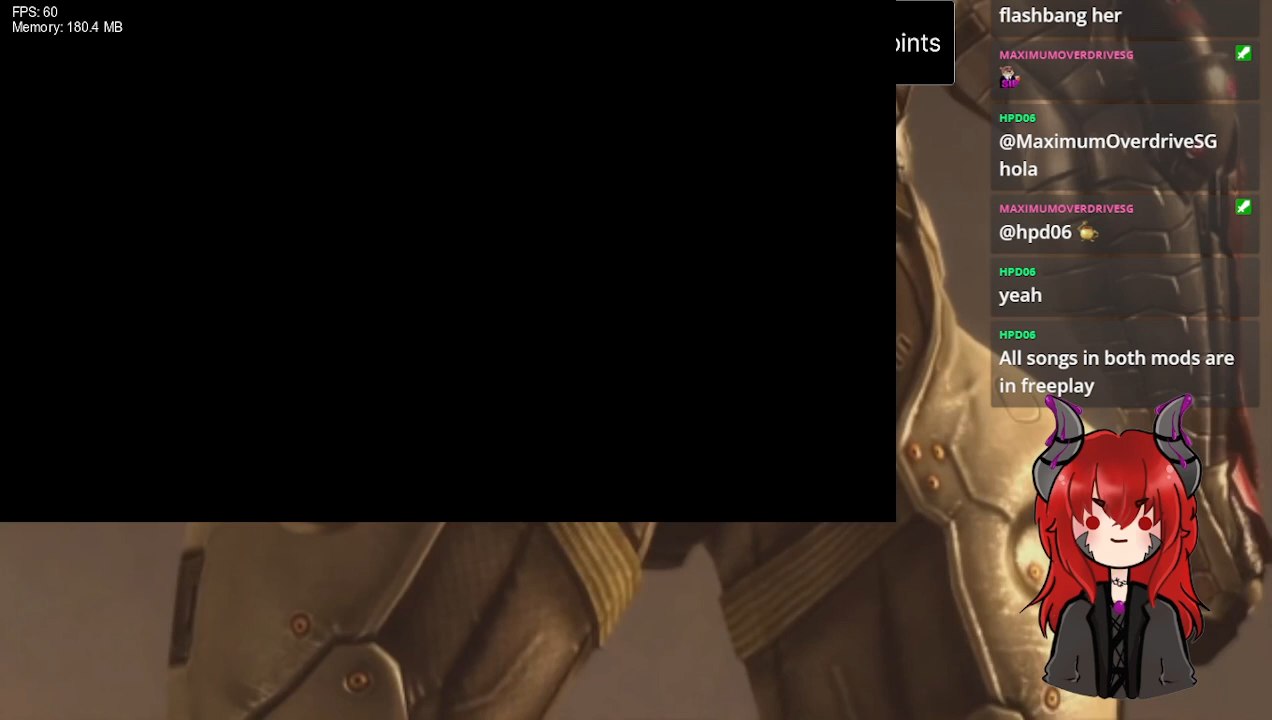 FPS: 60
Memory: 180.4 MB
oints
flashbang her
MAXIMUMOVERDRIVESG
HPD06
@MaximumOverdriveSG
hola
MAXIMUMOVERDRIVESG
@hpd06
HPD06
yeah
HPD06
All songs in both mods are
in freeplay